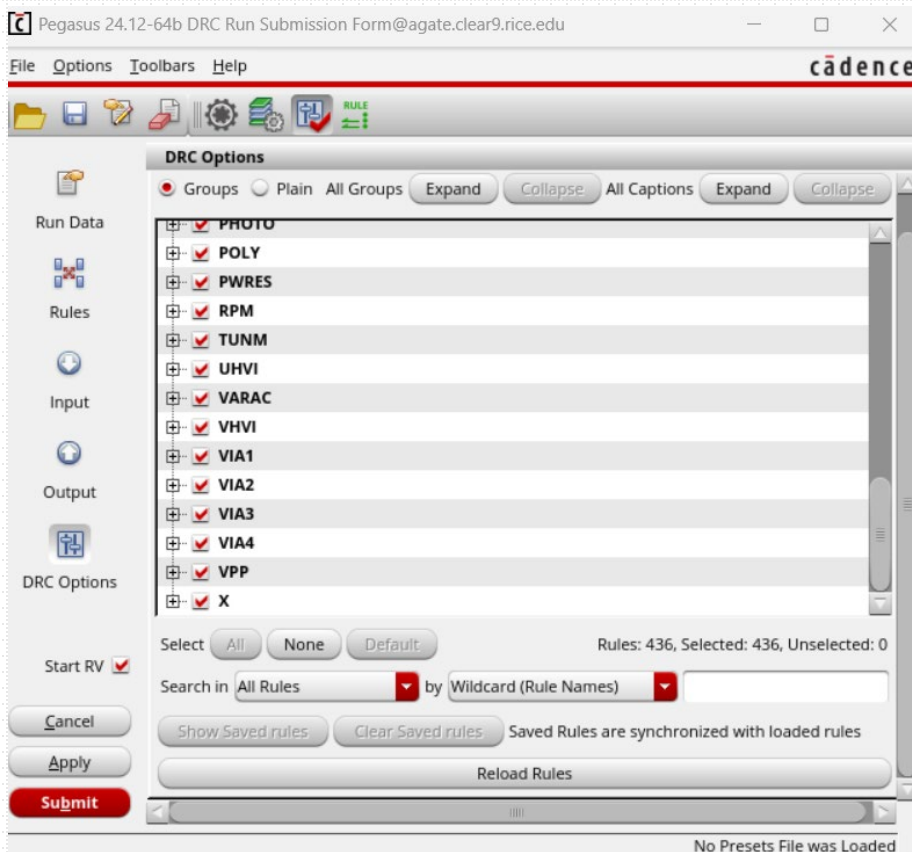 Pegasus 24.12-64b DRC Run Submission Form@agate.clear9.rice.edu
File Options Toolbars Help
cādence
RULE
DRC Options
Groups Plain All Groups Expand Collapse All Captions Expand Collapse
Run Data
Rules
Input
Output
DRC Options
PHOTO
POLY
PWRES
RPM
TUNM
UHVI
VARAC
VHVI
VIA1
VIA2
VIA3
VIA4
VPP
X
Select All None Default Rules: 436, Selected: 436, Unselected: 0
Start RV
Search in All Rules by Wildcard (Rule Names)
Show Saved rules Clear Saved rules Saved Rules are synchronized with loaded rules
Reload Rules
Cancel
Apply
Submit
No Presets File was Loaded